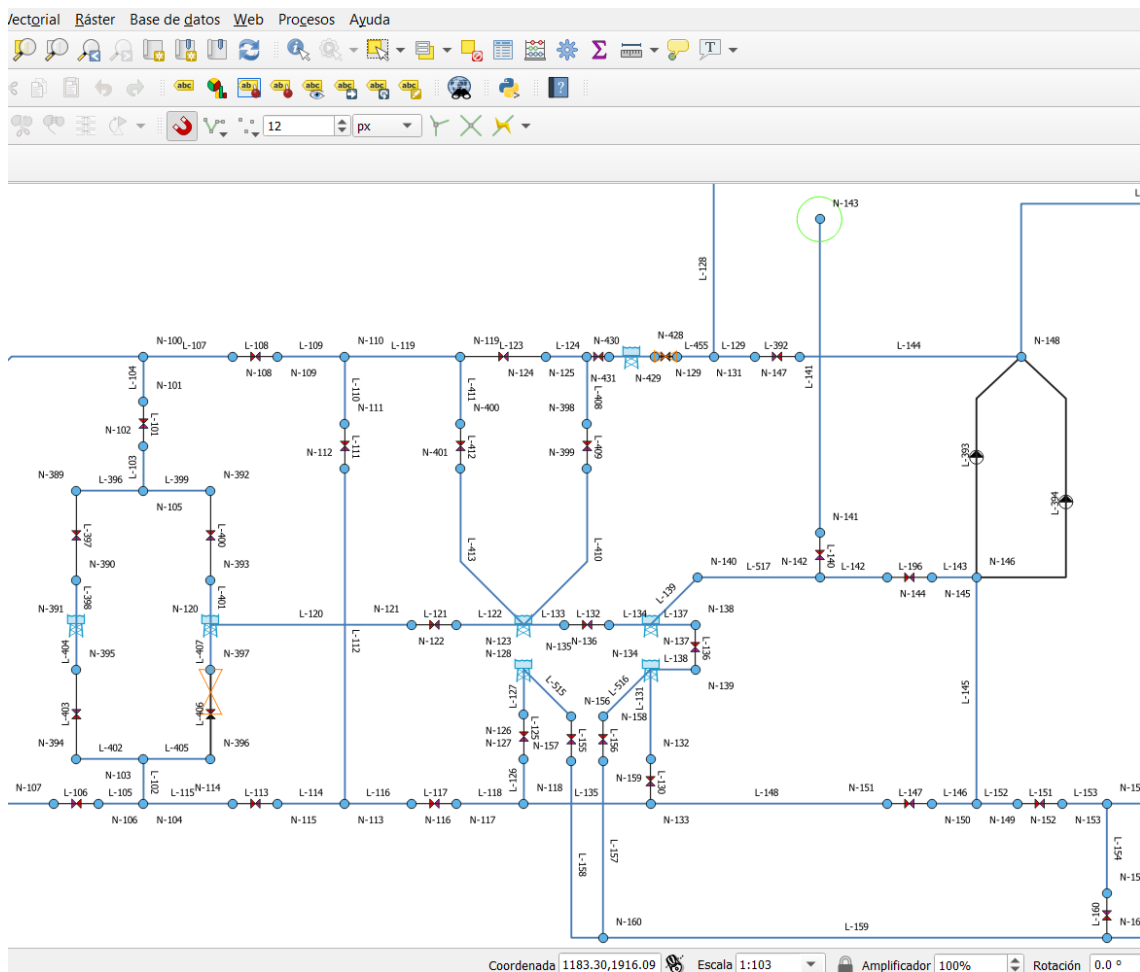 Vectorial Ráster Base de datos Web Procesos Ayuda
abc ab ab abc abc abc abc
12 px
N-143
L-128
N-100 L-107 L-108 L-109 N-110 L-119 N-119 L-123 L-124 N-430 N-428 L-455 L-129 L-392 L-144 N-148
N-108 N-109 N-124 N-125 N-431 N-429 N-129 N-131 N-147 L-141
L-104 N-101 L-110 N-111 L-411 N-400 N-398 L-408
N-102 L-101 N-112 L-111 N-401 L-412 N-399 L-409 L-393
N-389 L-396 L-103 L-399 N-392 L-394
N-105
L-397 L-400 L-413 L-410 N-141
N-390 N-393 N-140 L-517 N-142 L-140 L-142 L-196 L-143 N-146
L-398 L-401 L-139 N-144 N-145
N-391 N-120 L-120 N-121 L-121 L-122 L-133 L-132 L-134 L-137 N-138
L-404 L-407 L-112 N-122 N-123 N-135 N-136 N-134 N-137 L-136
N-395 N-397 N-128 L-138
L-127 L-515 L-516 L-131 N-139
L-403 L-406 N-156 N-158 L-145
N-126 L-125
N-394 L-402 L-405 N-396 N-127 N-157 L-155 L-156 N-132
N-103 L-102 L-126 N-159 L-130
N-107 L-106 L-105 L-115 N-114 L-113 L-114 L-116 L-117 L-118 N-118 L-135 L-148 N-151 L-147 L-146 L-152 L-151 L-153
N-106 N-104 N-115 N-113 N-116 N-117 N-133 N-150 N-149 N-152 N-153
L-158 L-157 L-154
L-160
N-160 L-159
Coordenada 1183.30,1916.09 Escala 1:103 Amplificador 100% Rotación 0.0 °